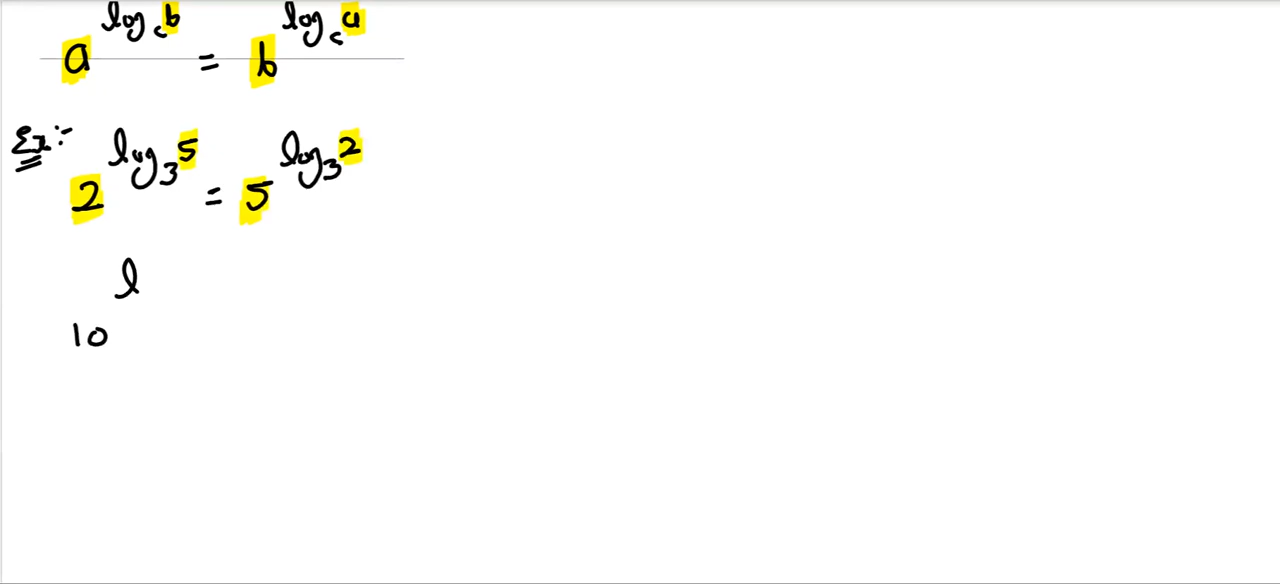 a^{log_c b} = b^{log_c a}
Ex:-
2^{log_3 5} = 5^{log_3 2}
10^{l